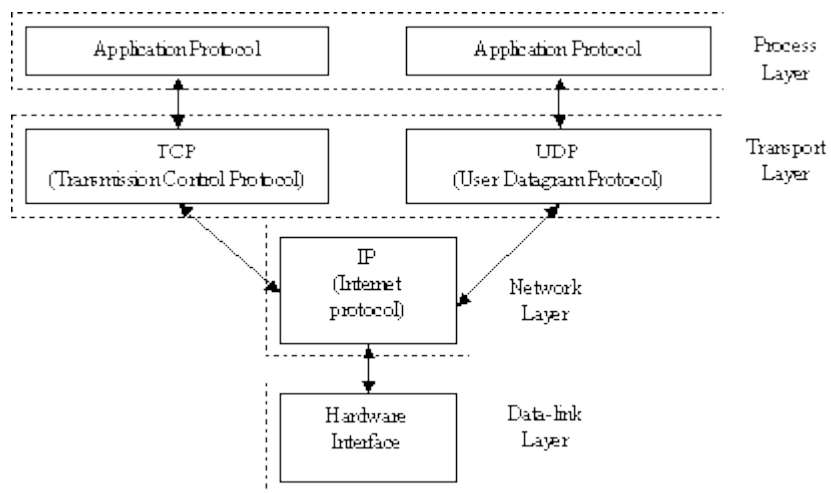 Application Protocol
Application Protocol
Process
Layer
TCP
(Transmission Control Protocol)
UDP
(User Datagram Protocol)
Transport
Layer
IP
(Internet
protocol)
Network
Layer
Hardware
Interface
Data-link
Layer